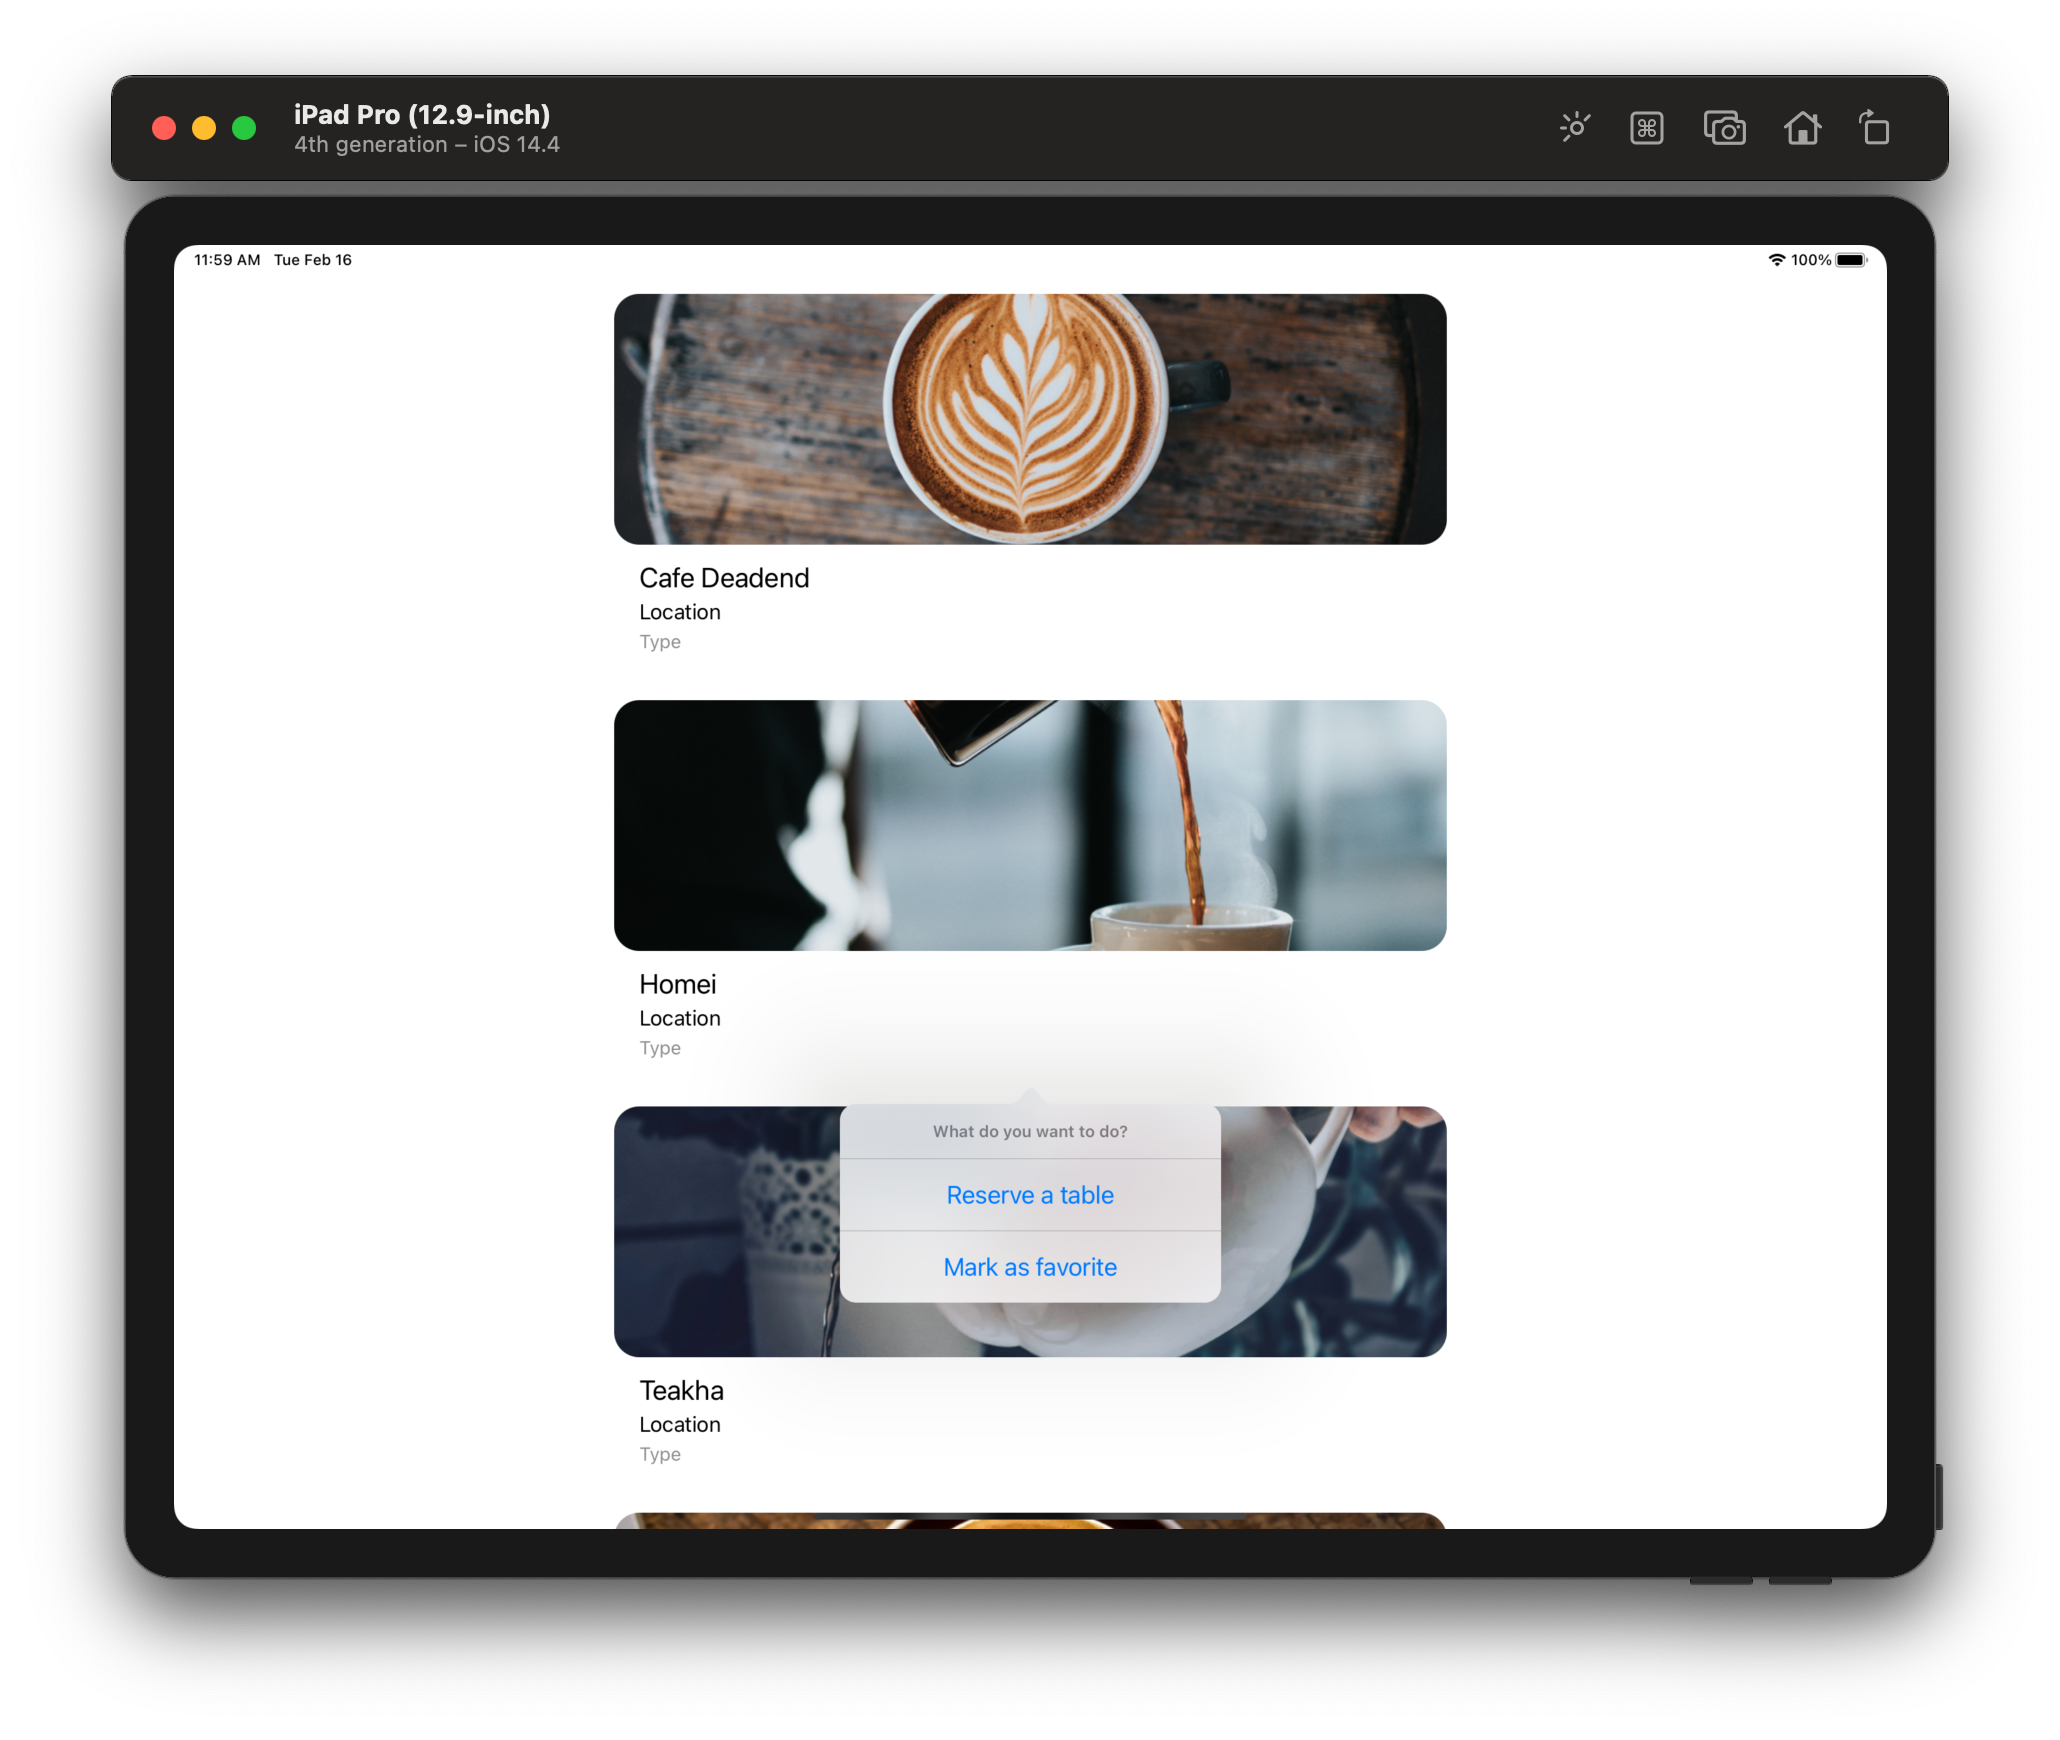 iPad Pro (12.9-inch)
4th generation – iOS 14.4
11:59 AM Tue Feb 16
100%
Cafe Deadend
Location
Type
Homei
Location
Type
What do you want to do?
Reserve a table
Mark as favorite
Teakha
Location
Type